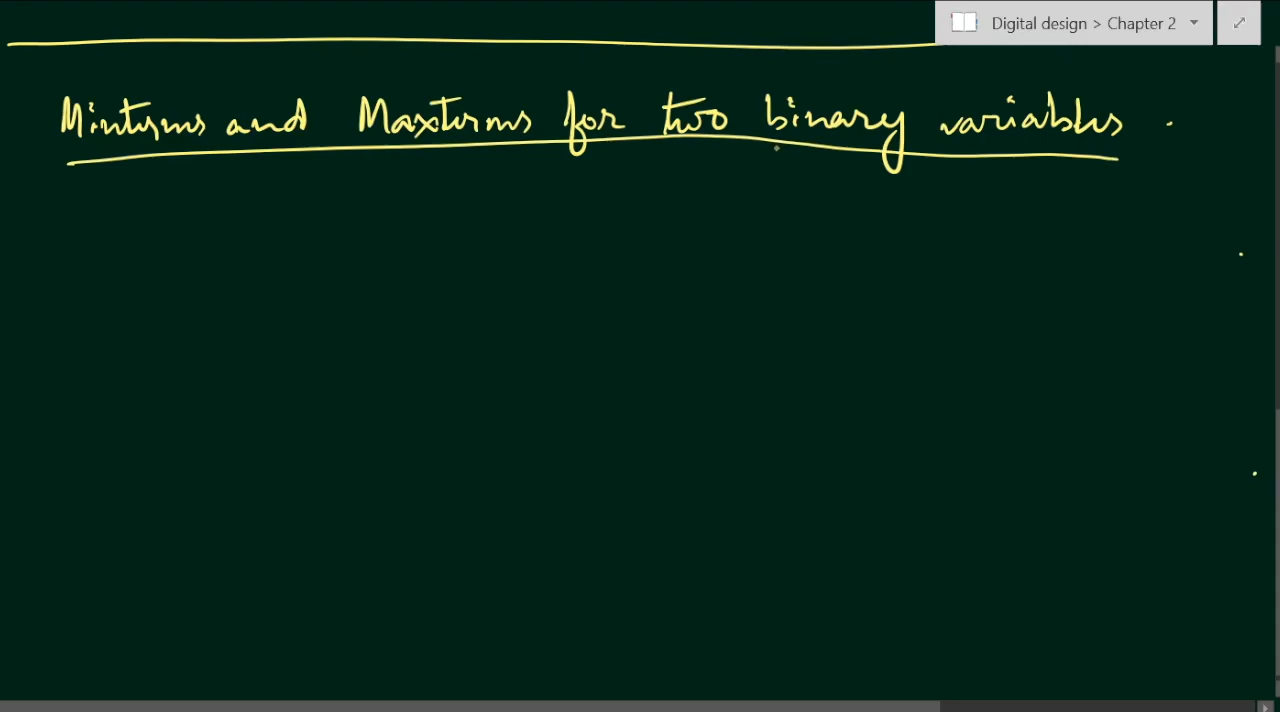 Digital design > Chapter 2
Minterms and Maxterms for two binary variables .